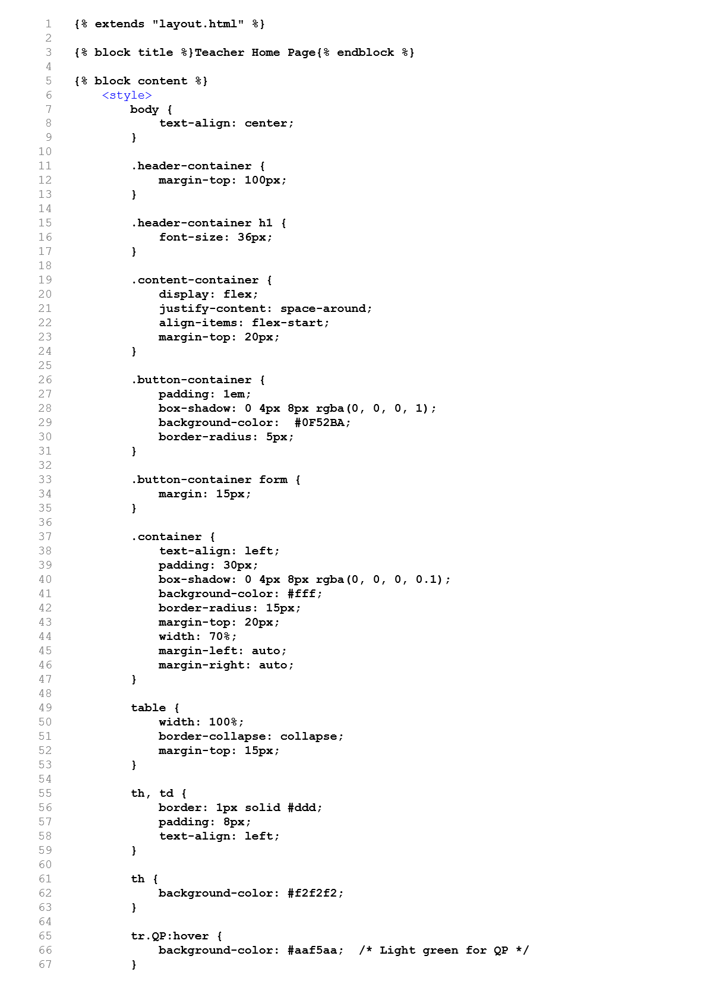 1 {% extends "layout.html" %}
2
3 {% block title %}Teacher Home Page{% endblock %}
4
5 {% block content %}
6     <style>
7         body {
8             text-align: center;
9         }
10
11         .header-container {
12             margin-top: 100px;
13         }
14
15         .header-container h1 {
16             font-size: 36px;
17         }
18
19         .content-container {
20             display: flex;
21             justify-content: space-around;
22             align-items: flex-start;
23             margin-top: 20px;
24         }
25
26         .button-container {
27             padding: 1em;
28             box-shadow: 0 4px 8px rgba(0, 0, 0, 1);
29             background-color:  #0F52BA;
30             border-radius: 5px;
31         }
32
33         .button-container form {
34             margin: 15px;
35         }
36
37         .container {
38             text-align: left;
39             padding: 30px;
40             box-shadow: 0 4px 8px rgba(0, 0, 0, 0.1);
41             background-color: #fff;
42             border-radius: 15px;
43             margin-top: 20px;
44             width: 70%;
45             margin-left: auto;
46             margin-right: auto;
47         }
48
49         table {
50             width: 100%;
51             border-collapse: collapse;
52             margin-top: 15px;
53         }
54
55         th, td {
56             border: 1px solid #ddd;
57             padding: 8px;
58             text-align: left;
59         }
60
61         th {
62             background-color: #f2f2f2;
63         }
64
65         tr.QP:hover {
66             background-color: #aaf5aa;  /* Light green for QP */
67         }